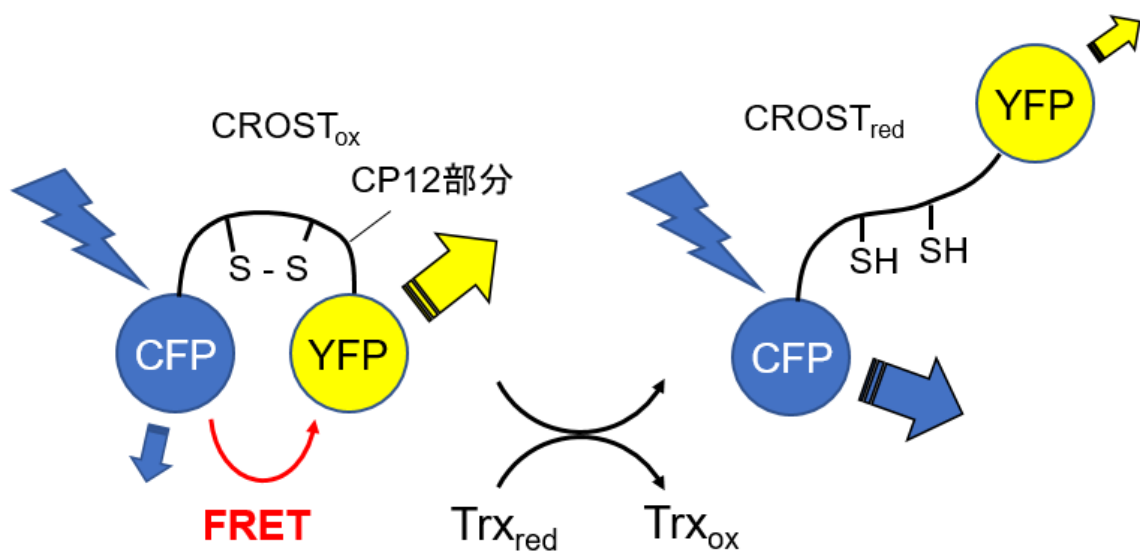 CROSTox
CP12部分
S - S
CFP
YFP
FRET
Trxred
Trxox
CROSTred
YFP
SH
SH
CFP